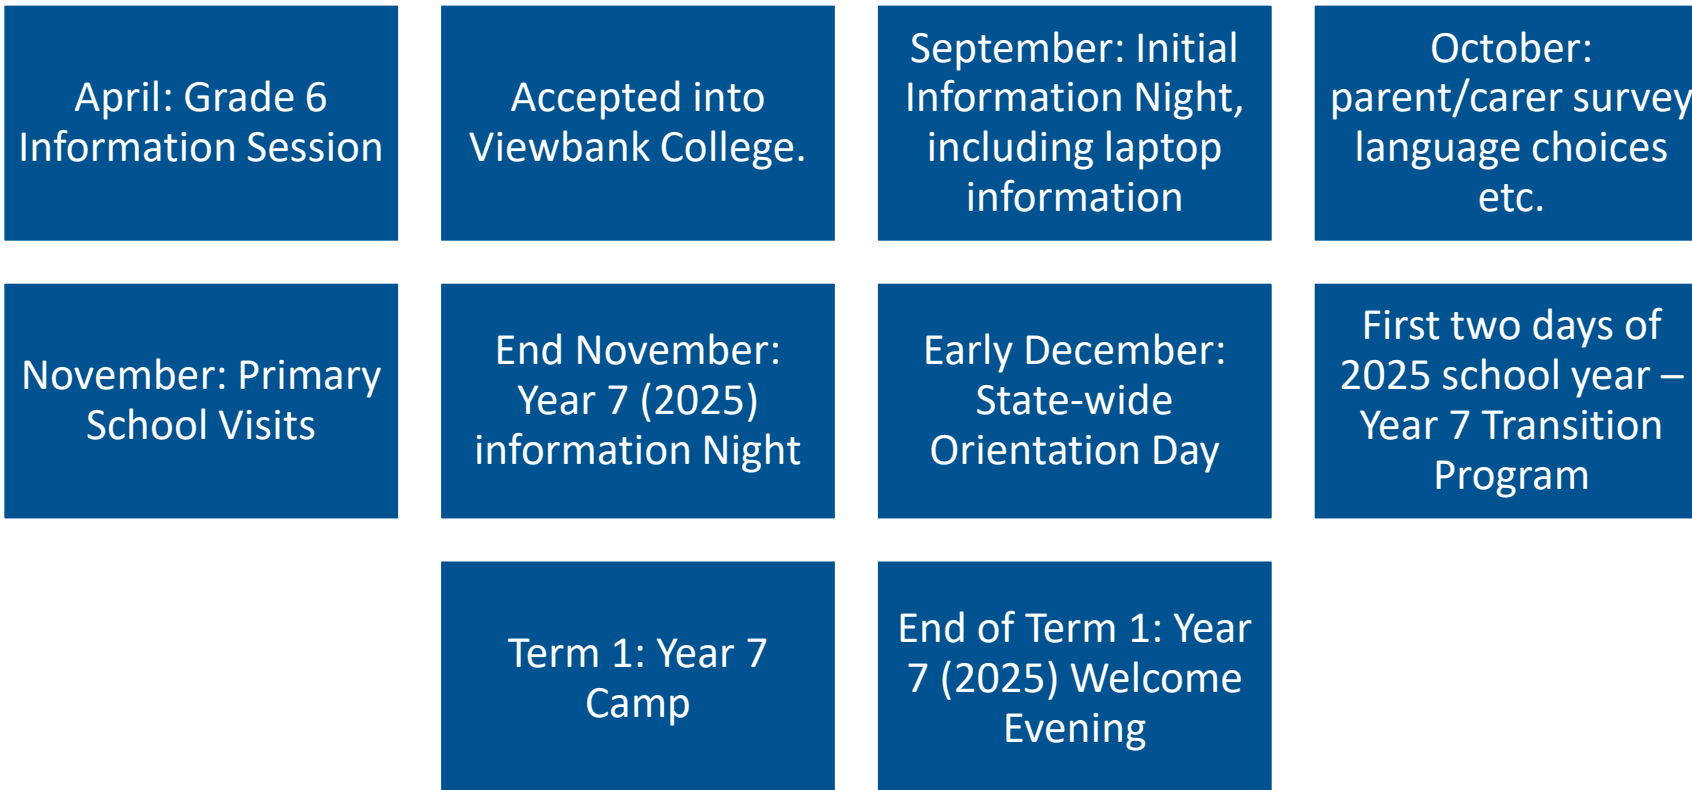 April: Grade 6
Information Session
Accepted into
Viewbank College.
September: Initial
Information Night,
including laptop
information
October:
parent/carer survey
language choices
etc.
November: Primary
School Visits
End November:
Year 7 (2025)
information Night
Early December:
State-wide
Orientation Day
First two days of
2025 school year –
Year 7 Transition
Program
Term 1: Year 7
Camp
End of Term 1: Year
7 (2025) Welcome
Evening